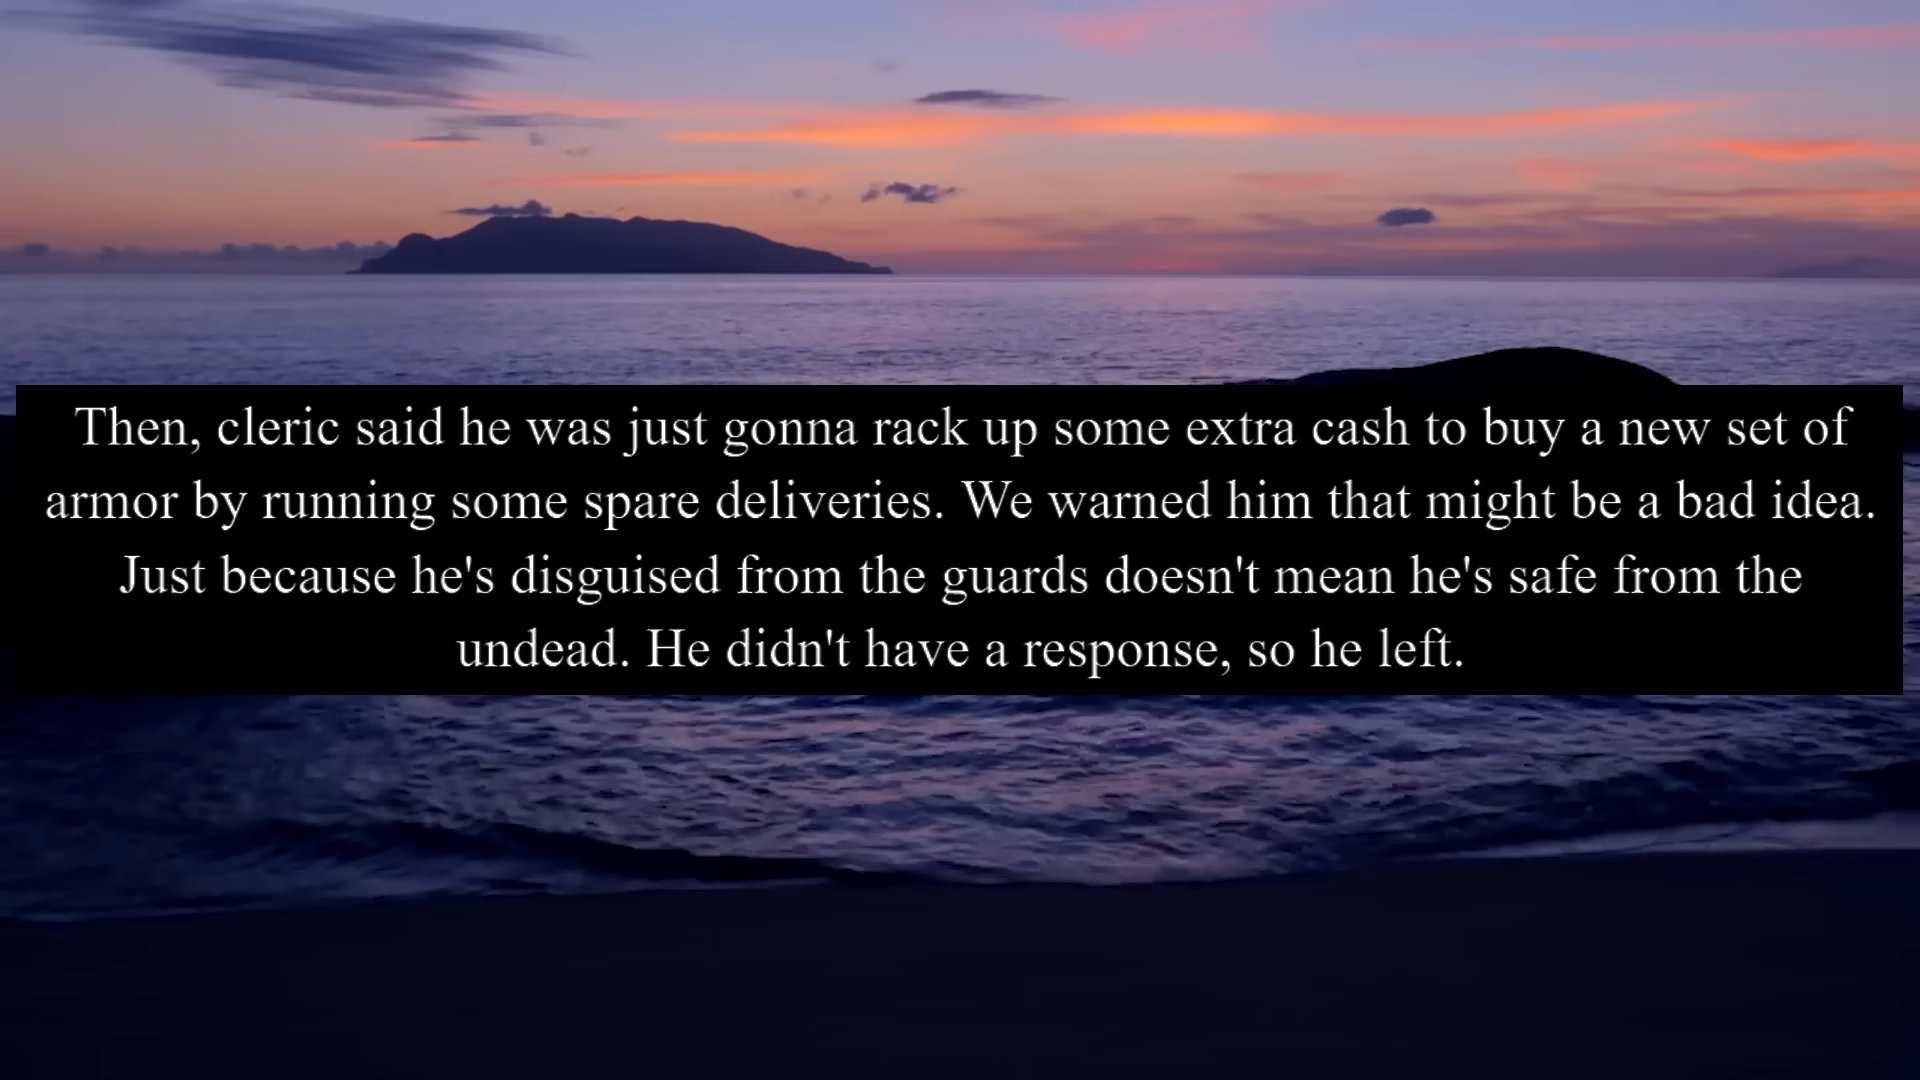 Then, cleric said he was just gonna rack up some extra cash to buy a new set of
armor by running some spare deliveries. We warned him that might be a bad idea.
Just because he's disguised from the guards doesn't mean he's safe from the
undead. He didn't have a response, so he left.